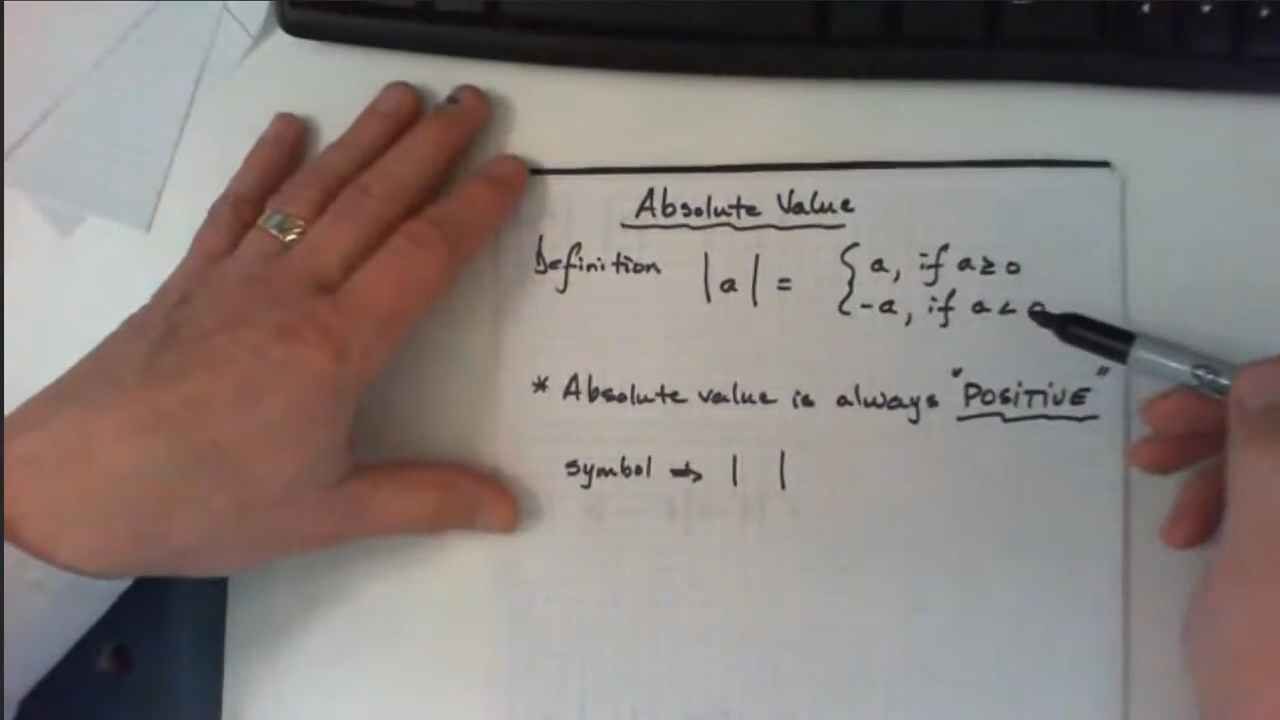 Absolute Value
Definition |a| = { a, if a ≥ 0
{ -a, if a < 0
* Absolute value is always "POSITIVE"
symbol → | |